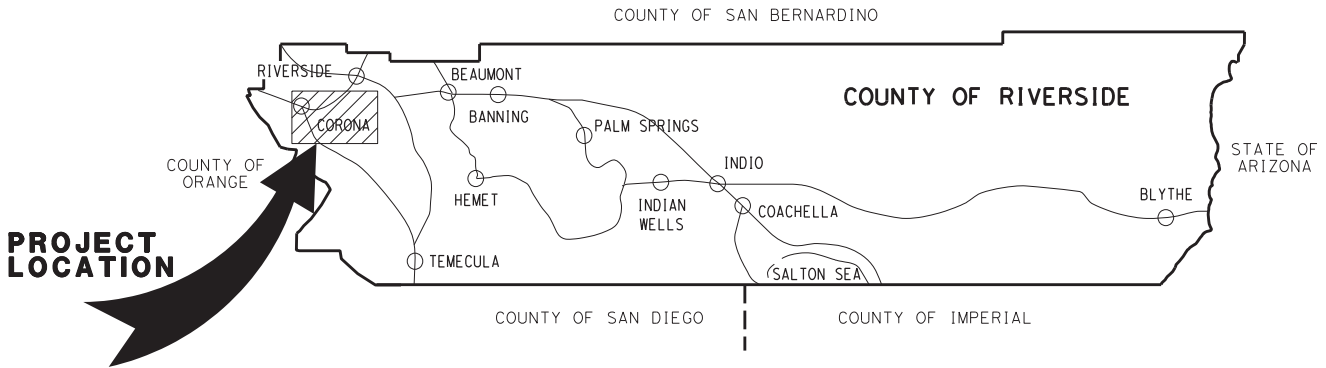 COUNTY OF SAN BERNARDINO
RIVERSIDE
BEAUMONT
COUNTY OF RIVERSIDE
BANNING
CORONA
PALM SPRINGS
STATE OF
ARIZONA
COUNTY OF
ORANGE
INDIO
HEMET
INDIAN
WELLS
BLYTHE
COACHELLA
PROJECT
LOCATION
TEMECULA
SALTON SEA
COUNTY OF SAN DIEGO
COUNTY OF IMPERIAL